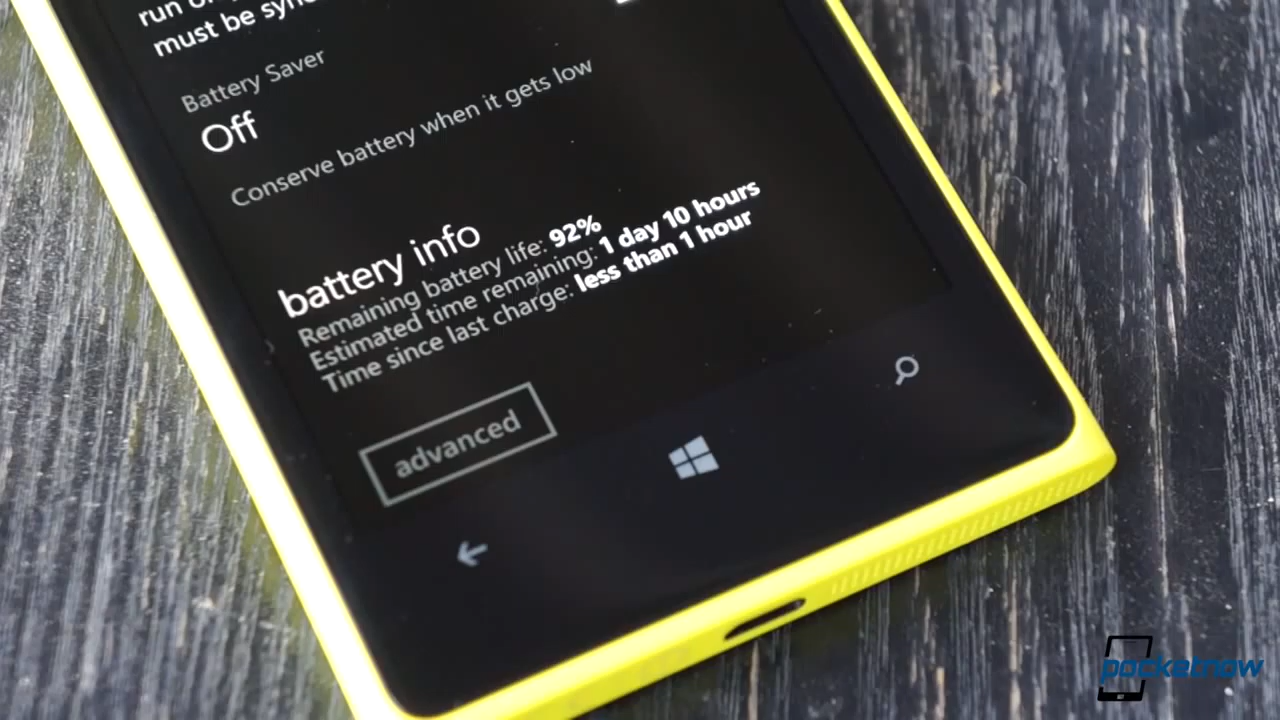 must be
Battery Saver
Off
Conserve battery when it gets low
battery info
Remaining battery life: 92%
Estimated time remaining: 1 day 10 hours
Time since last charge: less than 1 hour
advanced
pocketnow